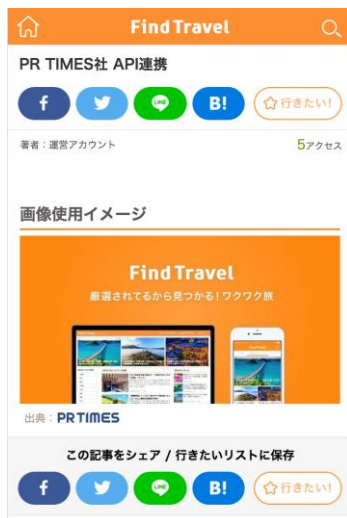 Find Travel
PR TIMES社 API連携
f
LINE
B!
行きたい!
著者：運営アカウント
5アクセス
画像使用イメージ
Find Travel
厳選されてるから見つかる！ワクワク旅
出典：PRTIMES
この記事をシェア / 行きたいリストに保存
f
LINE
B!
行きたい!